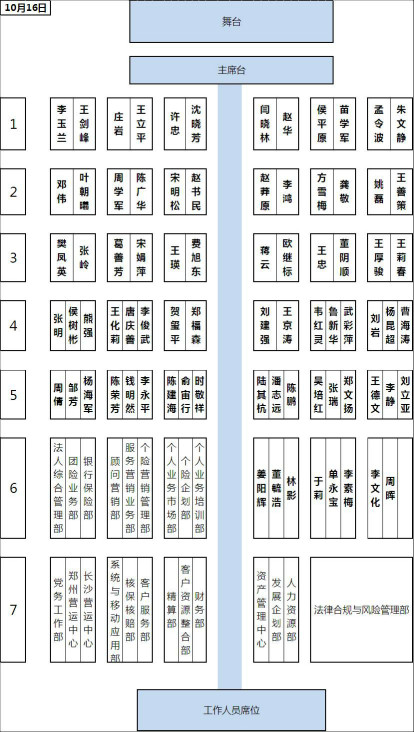 10月16日
舞台
主席台
1
李玉兰
王剑峰
庄岩
王立平
许忠
沈晓芳
闫晓林
赵华
侯平原
苗学军
孟令波
朱文静
2
邓伟
叶朝曦
周学军
陈广华
宋明松
赵书民
赵莽原
李鸿
方雪梅
龚敬
姚磊
王善策
3
樊凤英
张岭
葛善芳
宋娟萍
王瑛
费旭东
蒋云
欧继标
王忠
董阴顺
王厚骏
王莉春
4
张明
侯树彬
熊强
王化莉
唐庆善
李俊武
贺玺平
郑福森
刘建强
王京涛
韦红灵
鲁新华
武彩萍
刘岩
杨昆超
曹海涛
5
周倩
邹芳
杨海军
陈荣芳
钱明然
李永平
陈建海
俞宙行
时敬祥
陆其杭
潘志远
陈鹏
吴培红
张瑞
郑文扬
王德文
李静
刘立亚
6
法人综合管理部
团险业务部
银行保险部
顾问营销部
服务营销业务部
个险营销管理部
个人业务市场部
个险企划部
个人业务培训部
姜阳辉
董毓浩
林影
于莉
单永宝
李素梅
李文化
周晖
7
党务工作部
郑州营运中心
长沙营运中心
系统与移动应用部
核保核赔部
客户服务部
精算部
客户资源整合部
财务部
资产管理中心
发展企划部
人力资源部
法律合规与风险管理部
工作人员席位